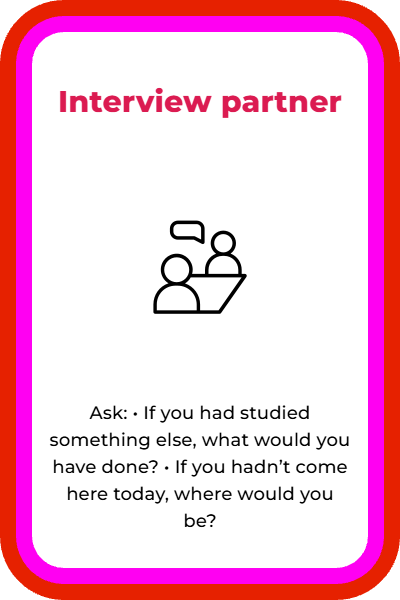 Interview partner
Ask: • If you had studied
something else, what would you
have done? • If you hadn’t come
here today, where would you
be?